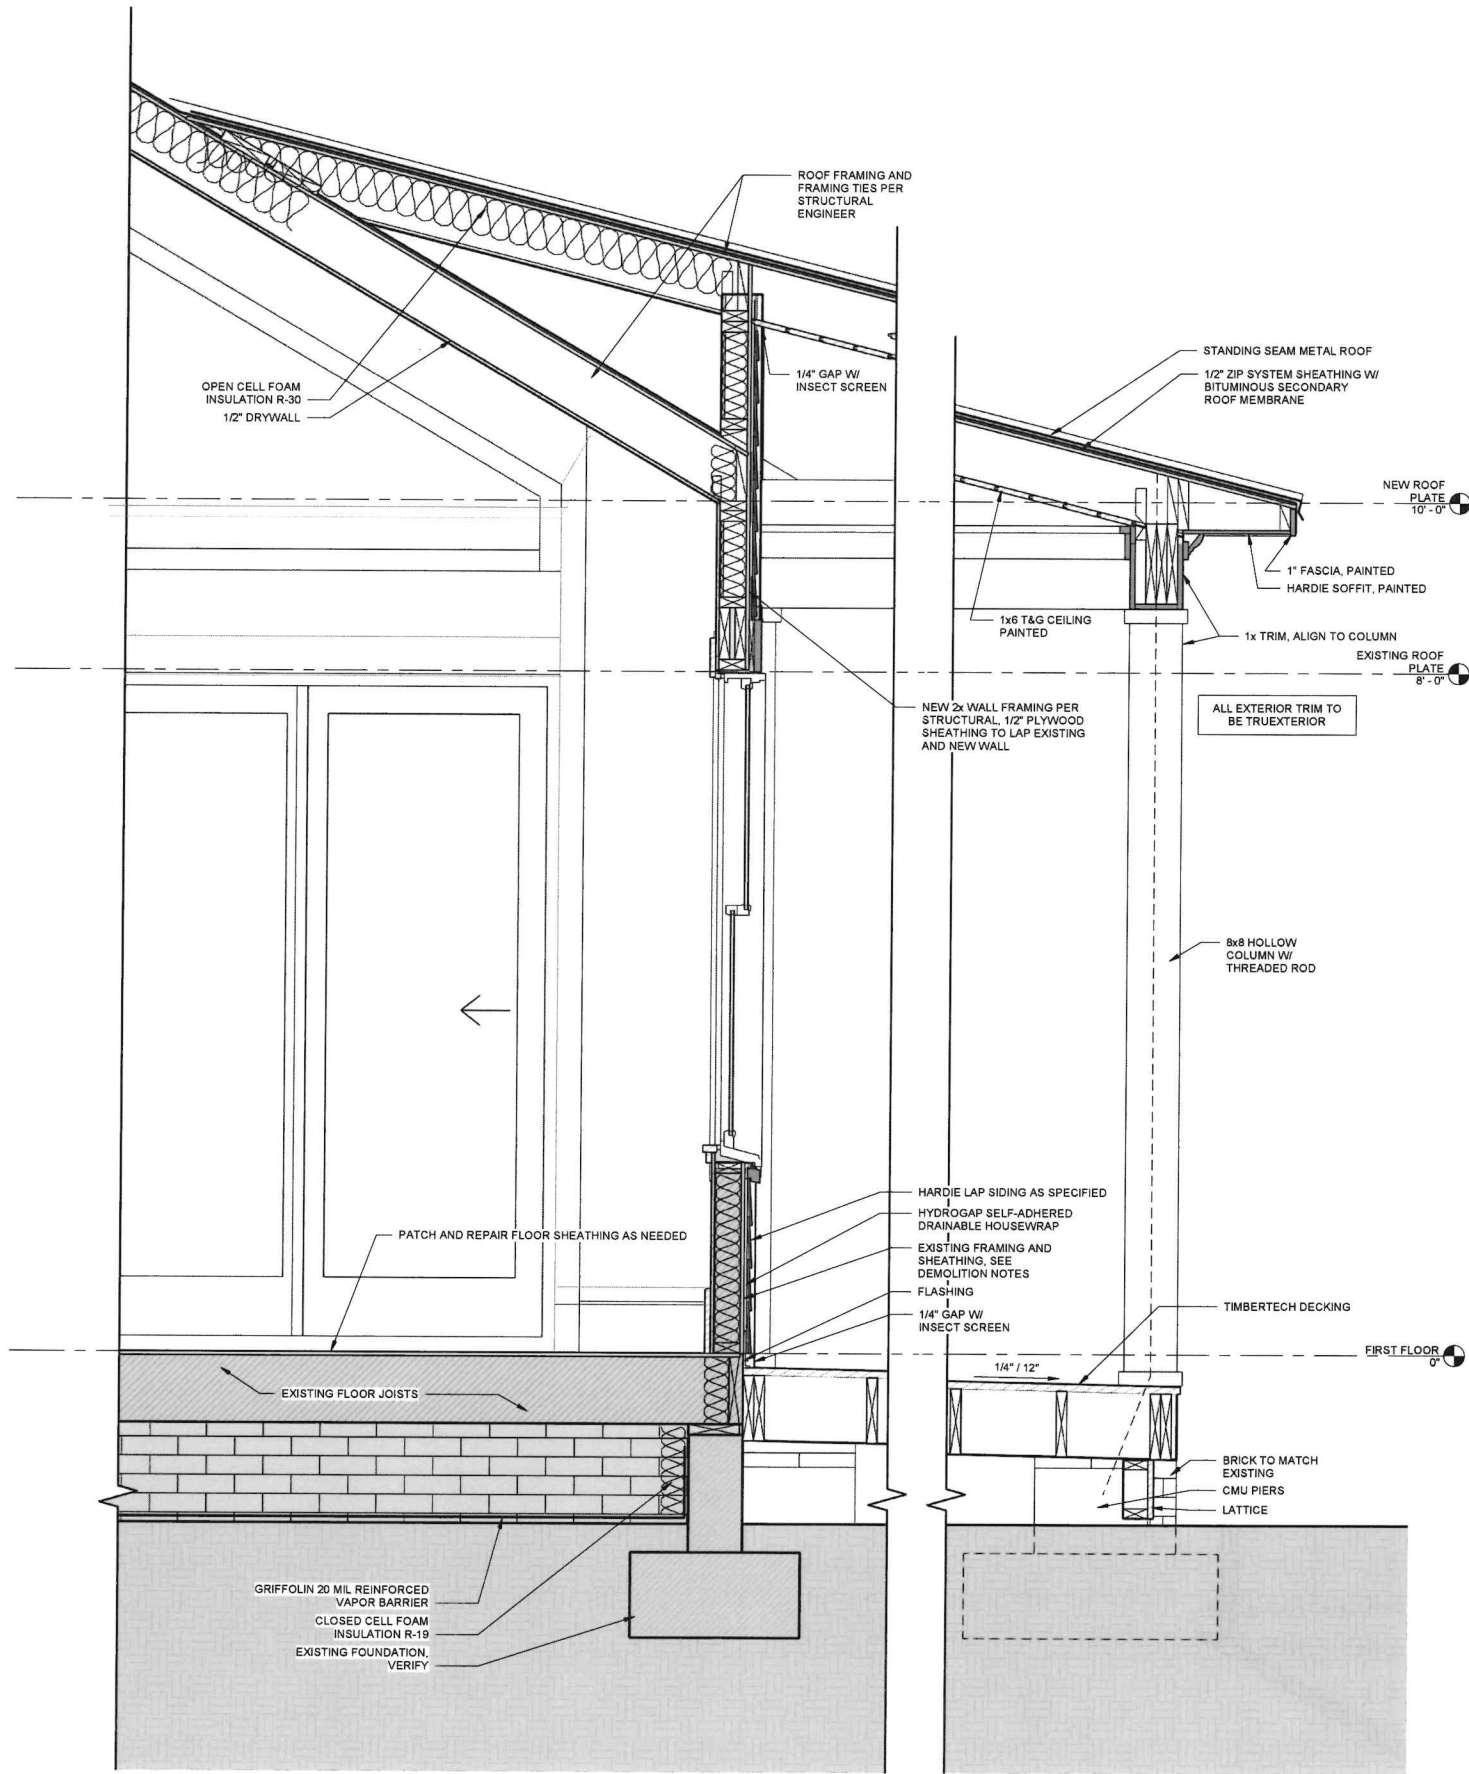 ROOF FRAMING AND
FRAMING TIES PER
STRUCTURAL
ENGINEER
OPEN CELL FOAM
INSULATION R-30
1/2" DRYWALL
1/4" GAP W/
INSECT SCREEN
STANDING SEAM METAL ROOF
1/2" ZIP SYSTEM SHEATHING W/
BITUMINOUS SECONDARY
ROOF MEMBRANE
NEW ROOF
PLATE
10' - 0"
1" FASCIA, PAINTED
HARDIE SOFFIT, PAINTED
1x6 T&G CEILING
PAINTED
1x TRIM, ALIGN TO COLUMN
EXISTING ROOF
PLATE
8' - 0"
NEW 2x WALL FRAMING PER
STRUCTURAL, 1/2" PLYWOOD
SHEATHING TO LAP EXISTING
AND NEW WALL
ALL EXTERIOR TRIM TO
BE TRUEXTERIOR
8x8 HOLLOW
COLUMN W/
THREADED ROD
HARDIE LAP SIDING AS SPECIFIED
HYDROGAP SELF-ADHERED
DRAINABLE HOUSEWRAP
PATCH AND REPAIR FLOOR SHEATHING AS NEEDED
EXISTING FRAMING AND
SHEATHING, SEE
DEMOLITION NOTES
FLASHING
1/4" GAP W/
INSECT SCREEN
TIMBERTECH DECKING
FIRST FLOOR
0"
1/4" / 12"
EXISTING FLOOR JOISTS
BRICK TO MATCH
EXISTING
CMU PIERS
LATTICE
GRIFFOLIN 20 MIL REINFORCED
VAPOR BARRIER
CLOSED CELL FOAM
INSULATION R-19
EXISTING FOUNDATION,
VERIFY